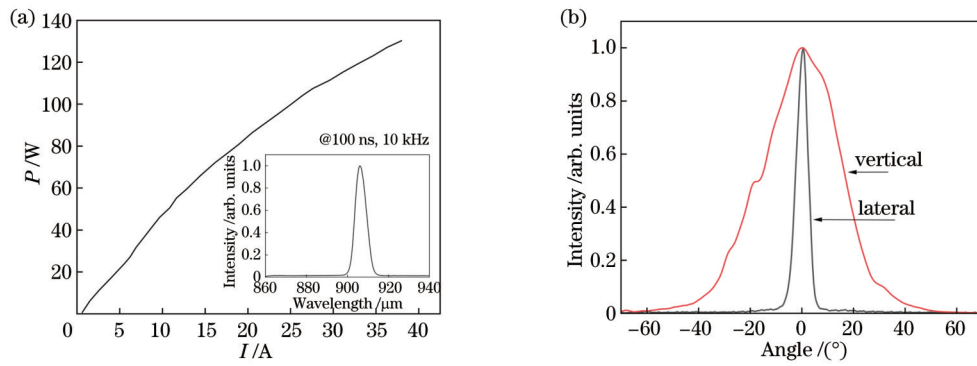 (a)
140
120
100
80
60
40
20
0
5 10 15 20 25 30 35 40
P /W
I /A
@100 ns, 10 kHz
Intensity /arb. units
1.0
0.8
0.6
0.4
0.2
0
860 880 900 920 940
Wavelength /μm
(b)
Intensity /arb. units
1.0
0.8
0.6
0.4
0.2
0
−60 −40 −20 0 20 40 60
Angle /(°)
vertical
lateral